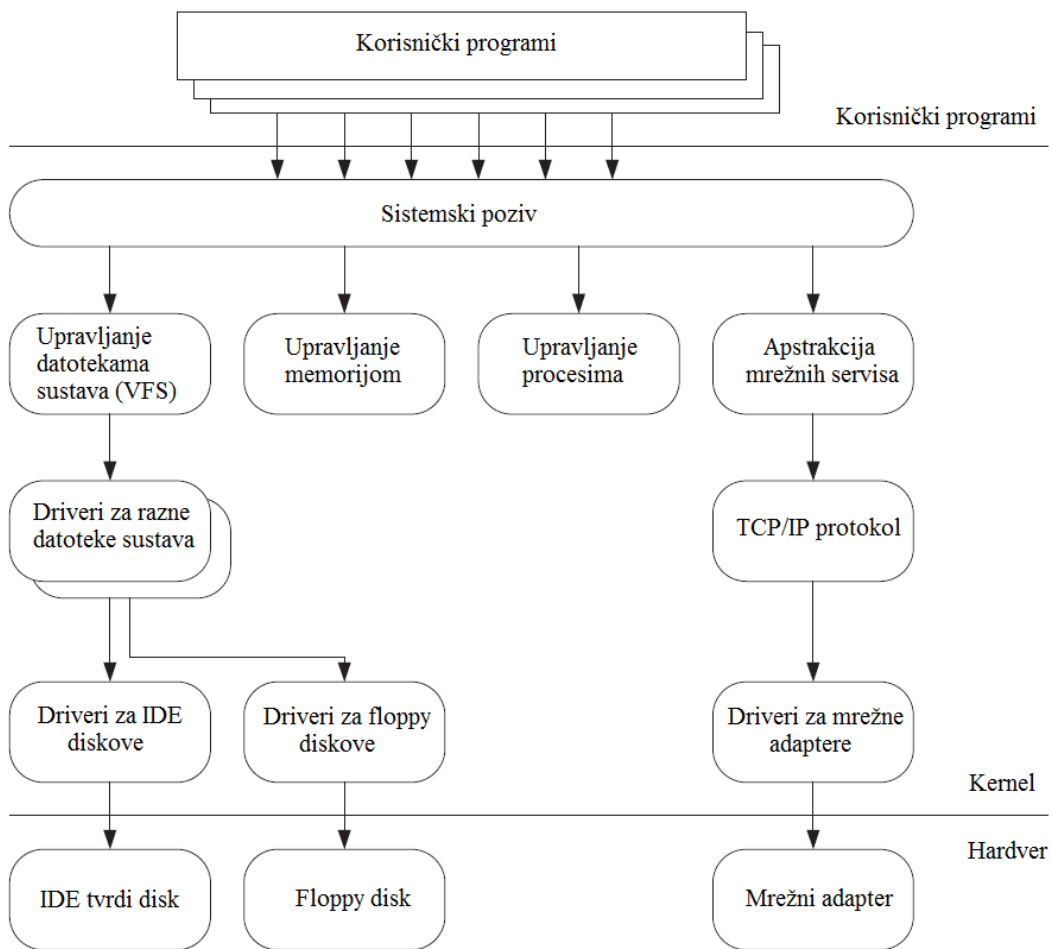 Korisnički programi
Korisnički programi
Sistemski poziv
Upravljanje
datotekama
sustava (VFS)
Upravljanje
memorijom
Upravljanje
procesima
Apstrakcija
mrežnih servisa
Driveri za razne
datoteke sustava
TCP/IP protokol
Driveri za IDE
diskove
Driveri za floppy
diskove
Driveri za mrežne
adaptere
Kernel
Hardver
IDE tvrdi disk
Floppy disk
Mrežni adapter